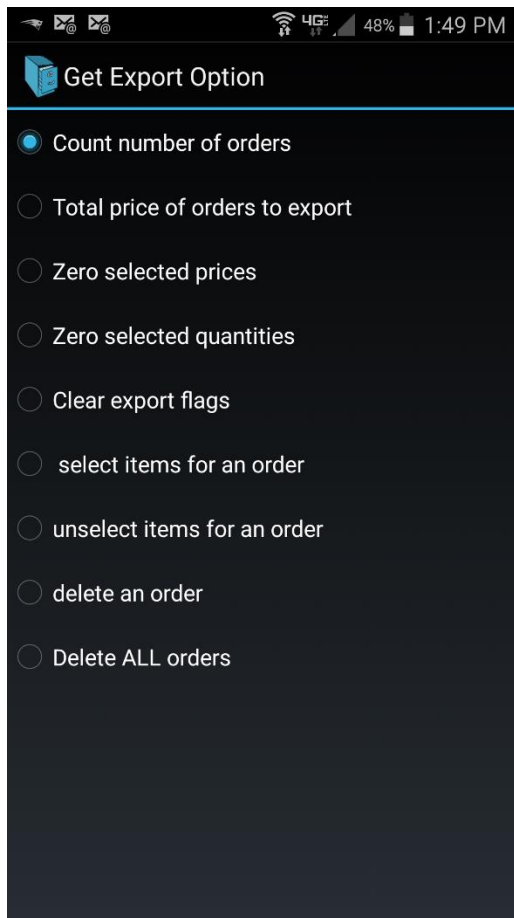 4G 48% 1:49 PM
Get Export Option
Count number of orders
Total price of orders to export
Zero selected prices
Zero selected quantities
Clear export flags
select items for an order
unselect items for an order
delete an order
Delete ALL orders